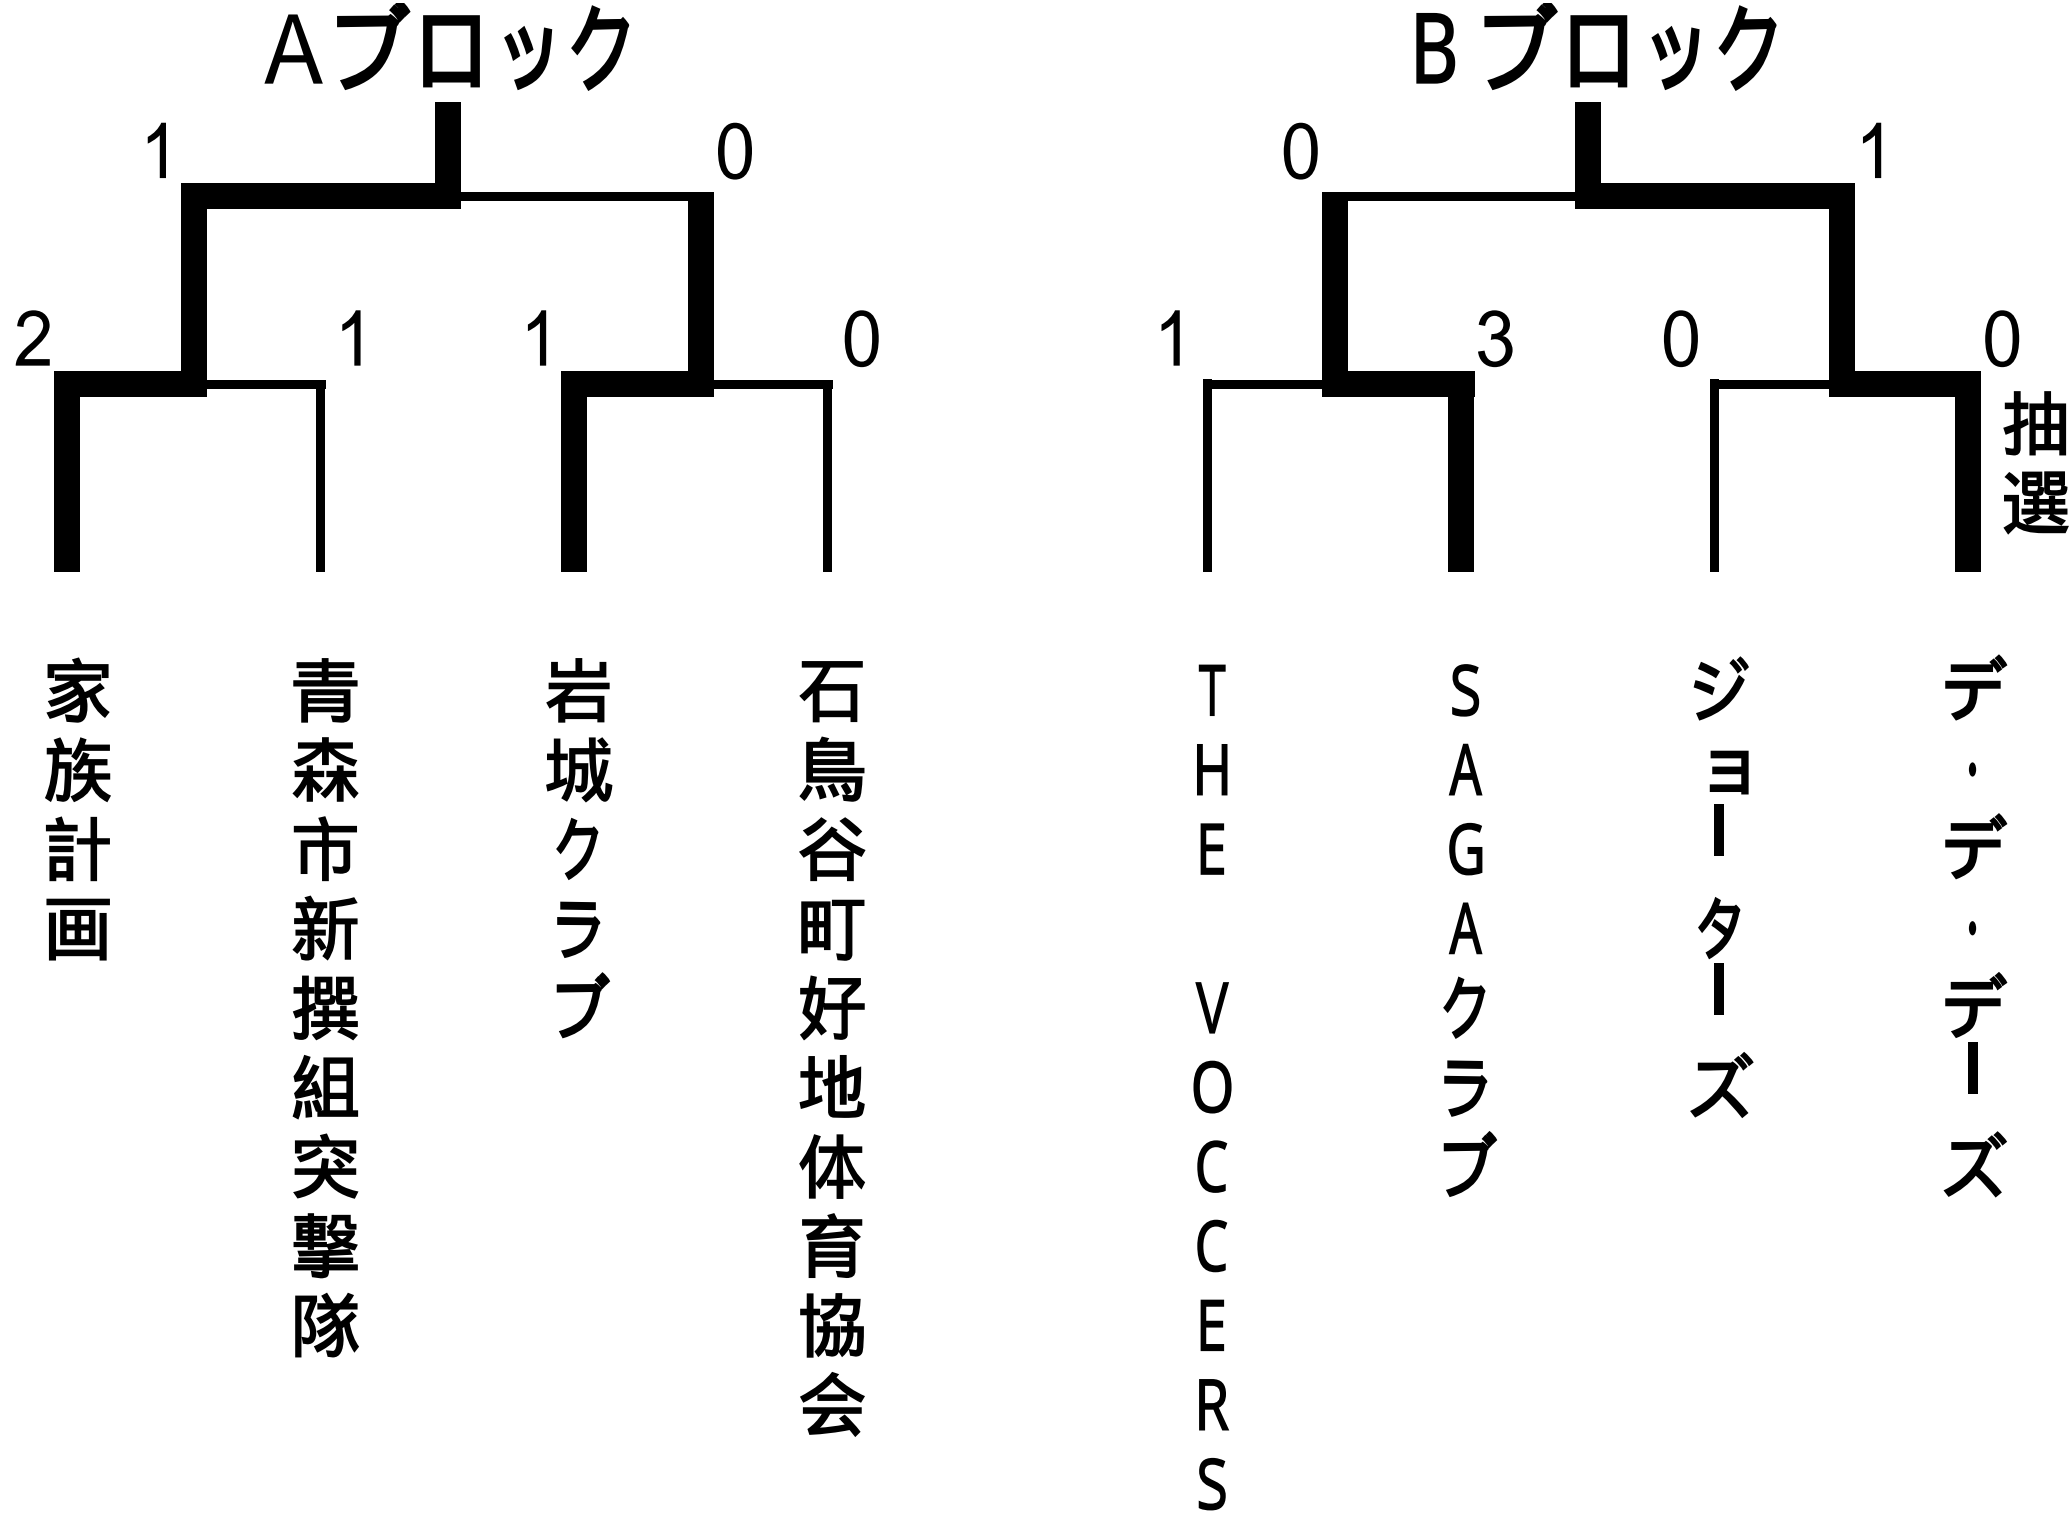 Aブロック
Bブロック
1
0
0
1
2
1
1
0
1
3
0
0
抽選
家族計画
青森市新撰組突撃隊
岩城クラブ
石鳥谷町好地体育協会
THE VOCCERS
SAGAクラブ
ジョーターズ
デ・デ・デーズ